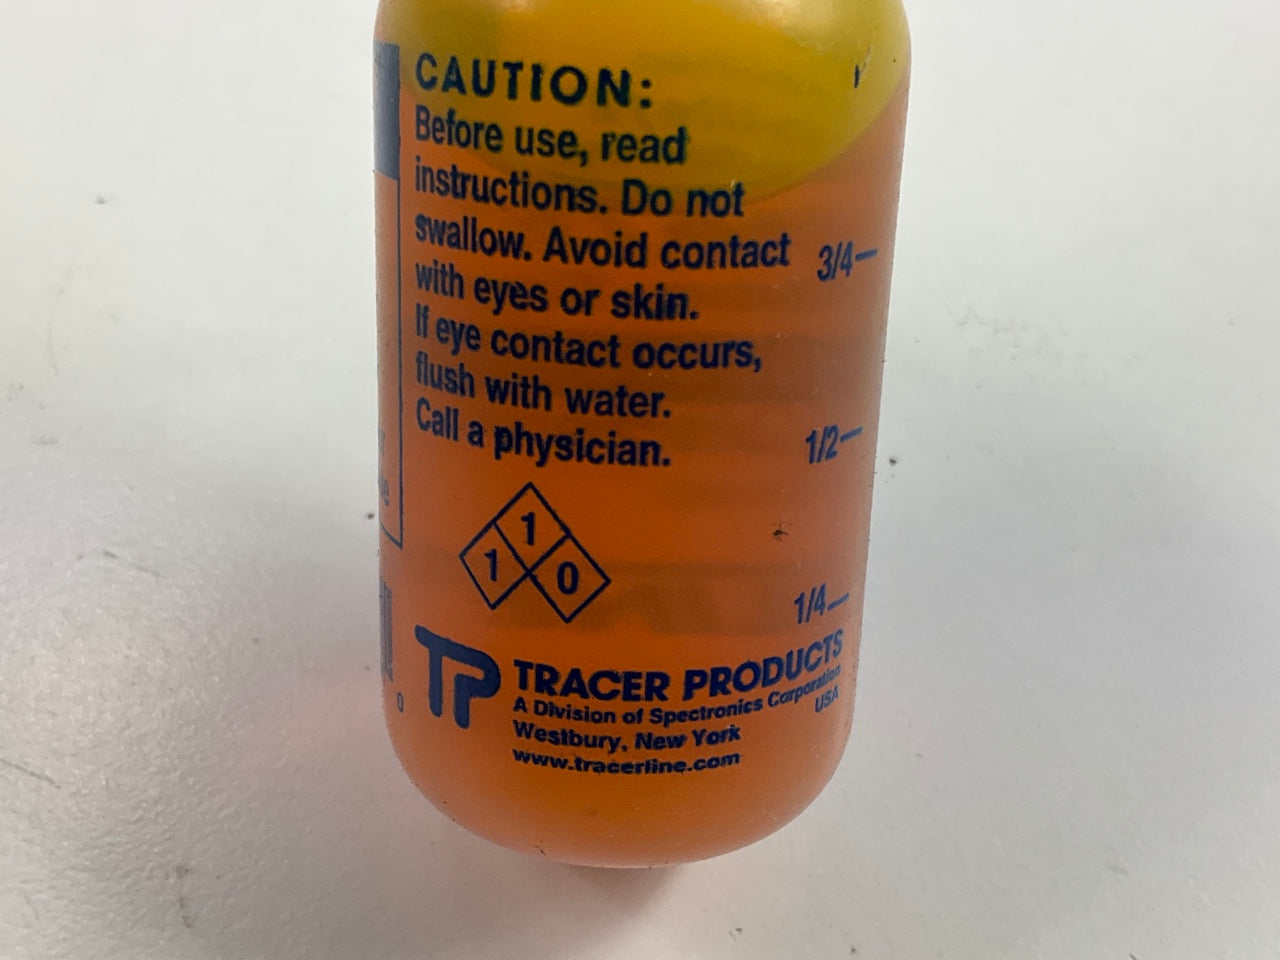 CAUTION:
Before use, read
instructions. Do not
swallow. Avoid contact
with eyes or skin.
If eye contact occurs,
flush with water.
Call a physician.
3/4
1/2
1/4
1
1 0
TP
TRACER PRODUCTS
A Division of Spectronics Corporation
Westbury, New York USA
www.tracerline.com